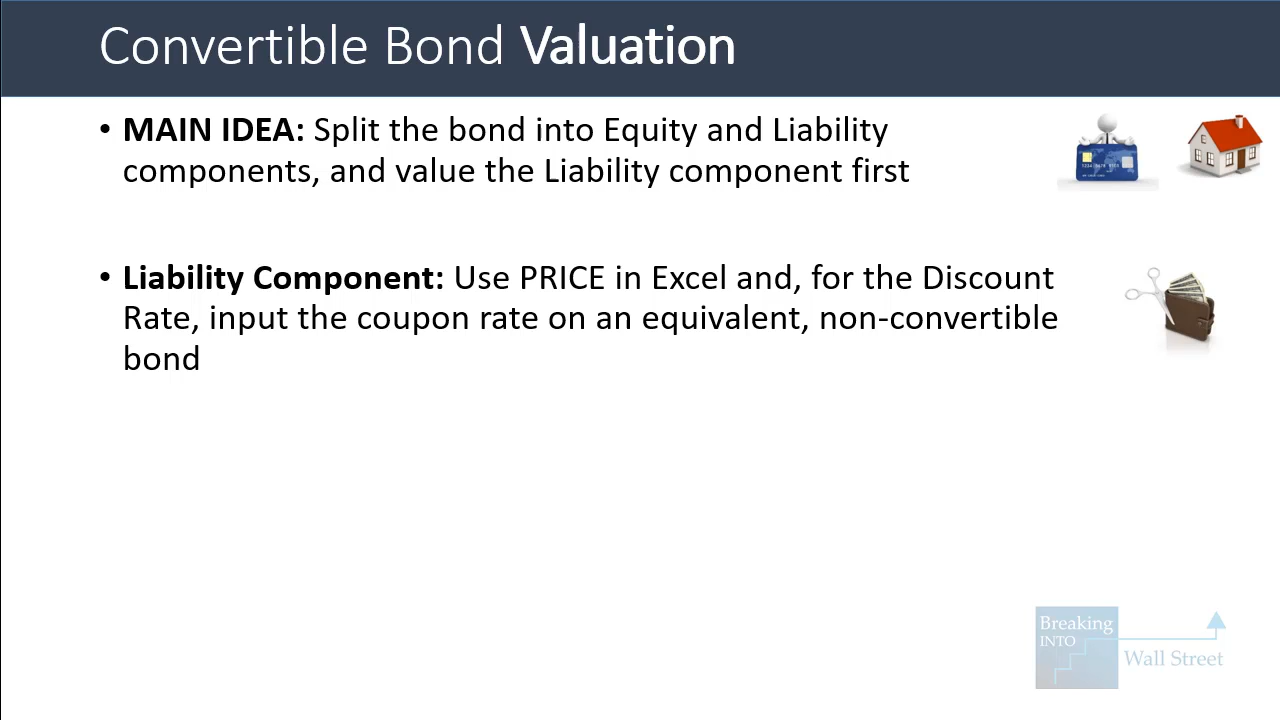 Convertible Bond Valuation
• MAIN IDEA: Split the bond into Equity and Liability
components, and value the Liability component first
• Liability Component: Use PRICE in Excel and, for the Discount
Rate, input the coupon rate on an equivalent, non-convertible
bond
Breaking
INTO
Wall Street